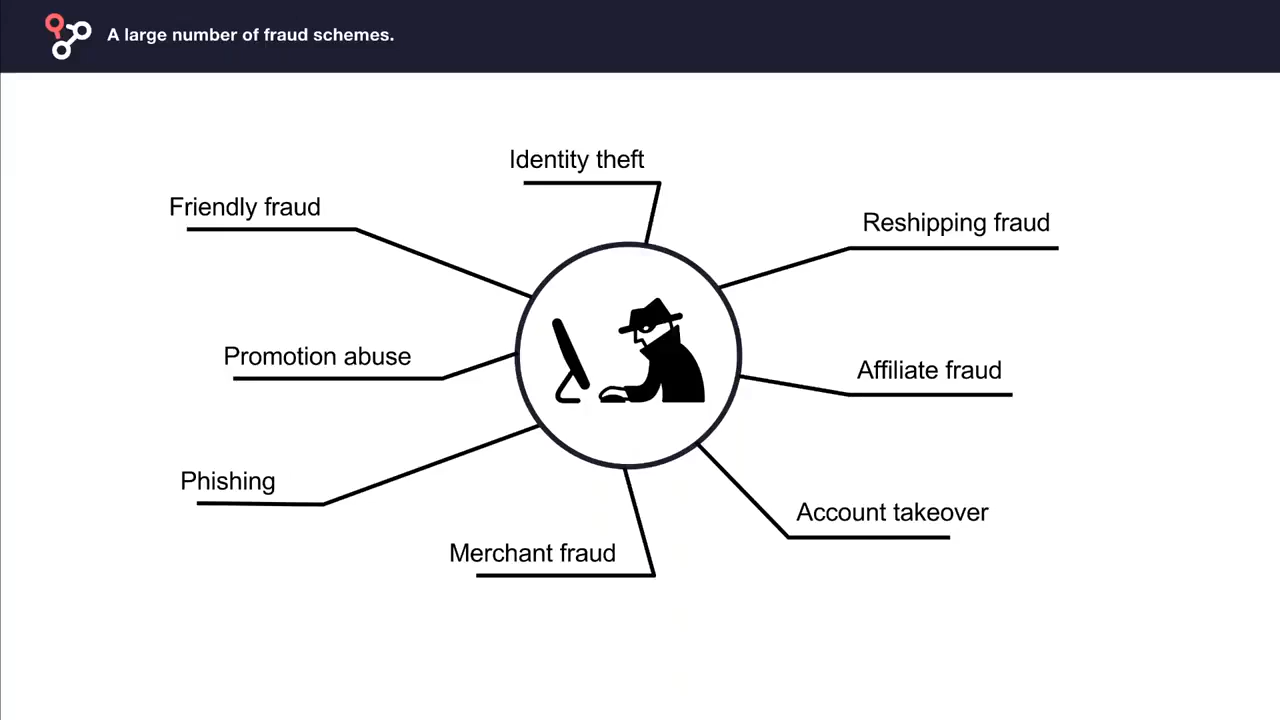 A large number of fraud schemes.
Identity theft
Friendly fraud
Reshipping fraud
Promotion abuse
Affiliate fraud
Phishing
Account takeover
Merchant fraud